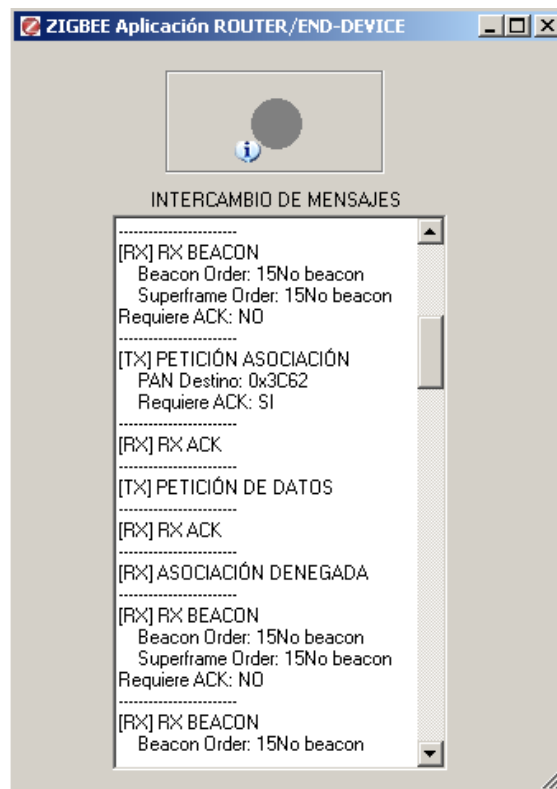 ZIGBEE Aplicación ROUTER/END-DEVICE
INTERCAMBIO DE MENSAJES
------------------------
[RX] RX BEACON
Beacon Order: 15No beacon
Superframe Order: 15No beacon
Requiere ACK: NO
------------------------
[TX] PETICIÓN ASOCIACIÓN
PAN Destino: 0x3C62
Requiere ACK: SI
------------------------
[RX] RX ACK
------------------------
[TX] PETICIÓN DE DATOS
------------------------
[RX] RX ACK
------------------------
[RX] ASOCIACIÓN DENEGADA
------------------------
[RX] RX BEACON
Beacon Order: 15No beacon
Superframe Order: 15No beacon
Requiere ACK: NO
------------------------
[RX] RX BEACON
Beacon Order: 15No beacon